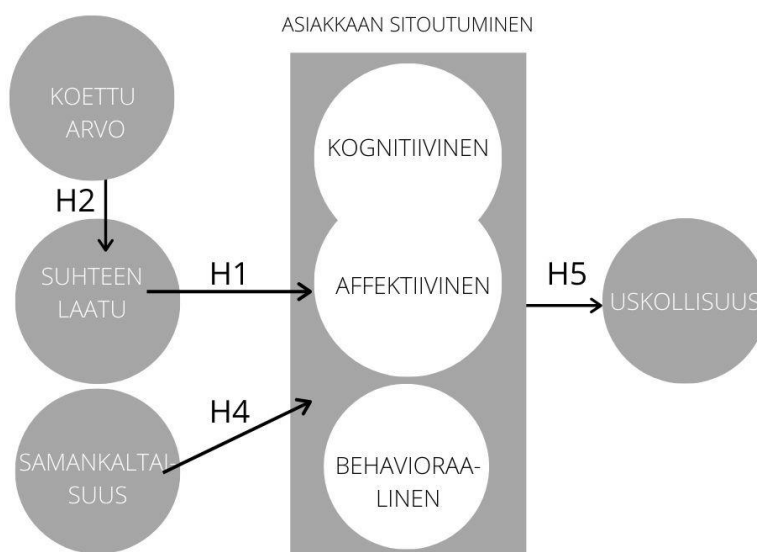 ASIAKKAAN SITOUTUMINEN
KOETTU
ARVO
H2
SUHTEEN
LAATU
H1
SAMANKALTAI-
SUUS
H4
KOGNITIIVINEN
AFFEKTIIVINEN
BEHAVIORAA-
LINEN
H5
USKOLLISUUS